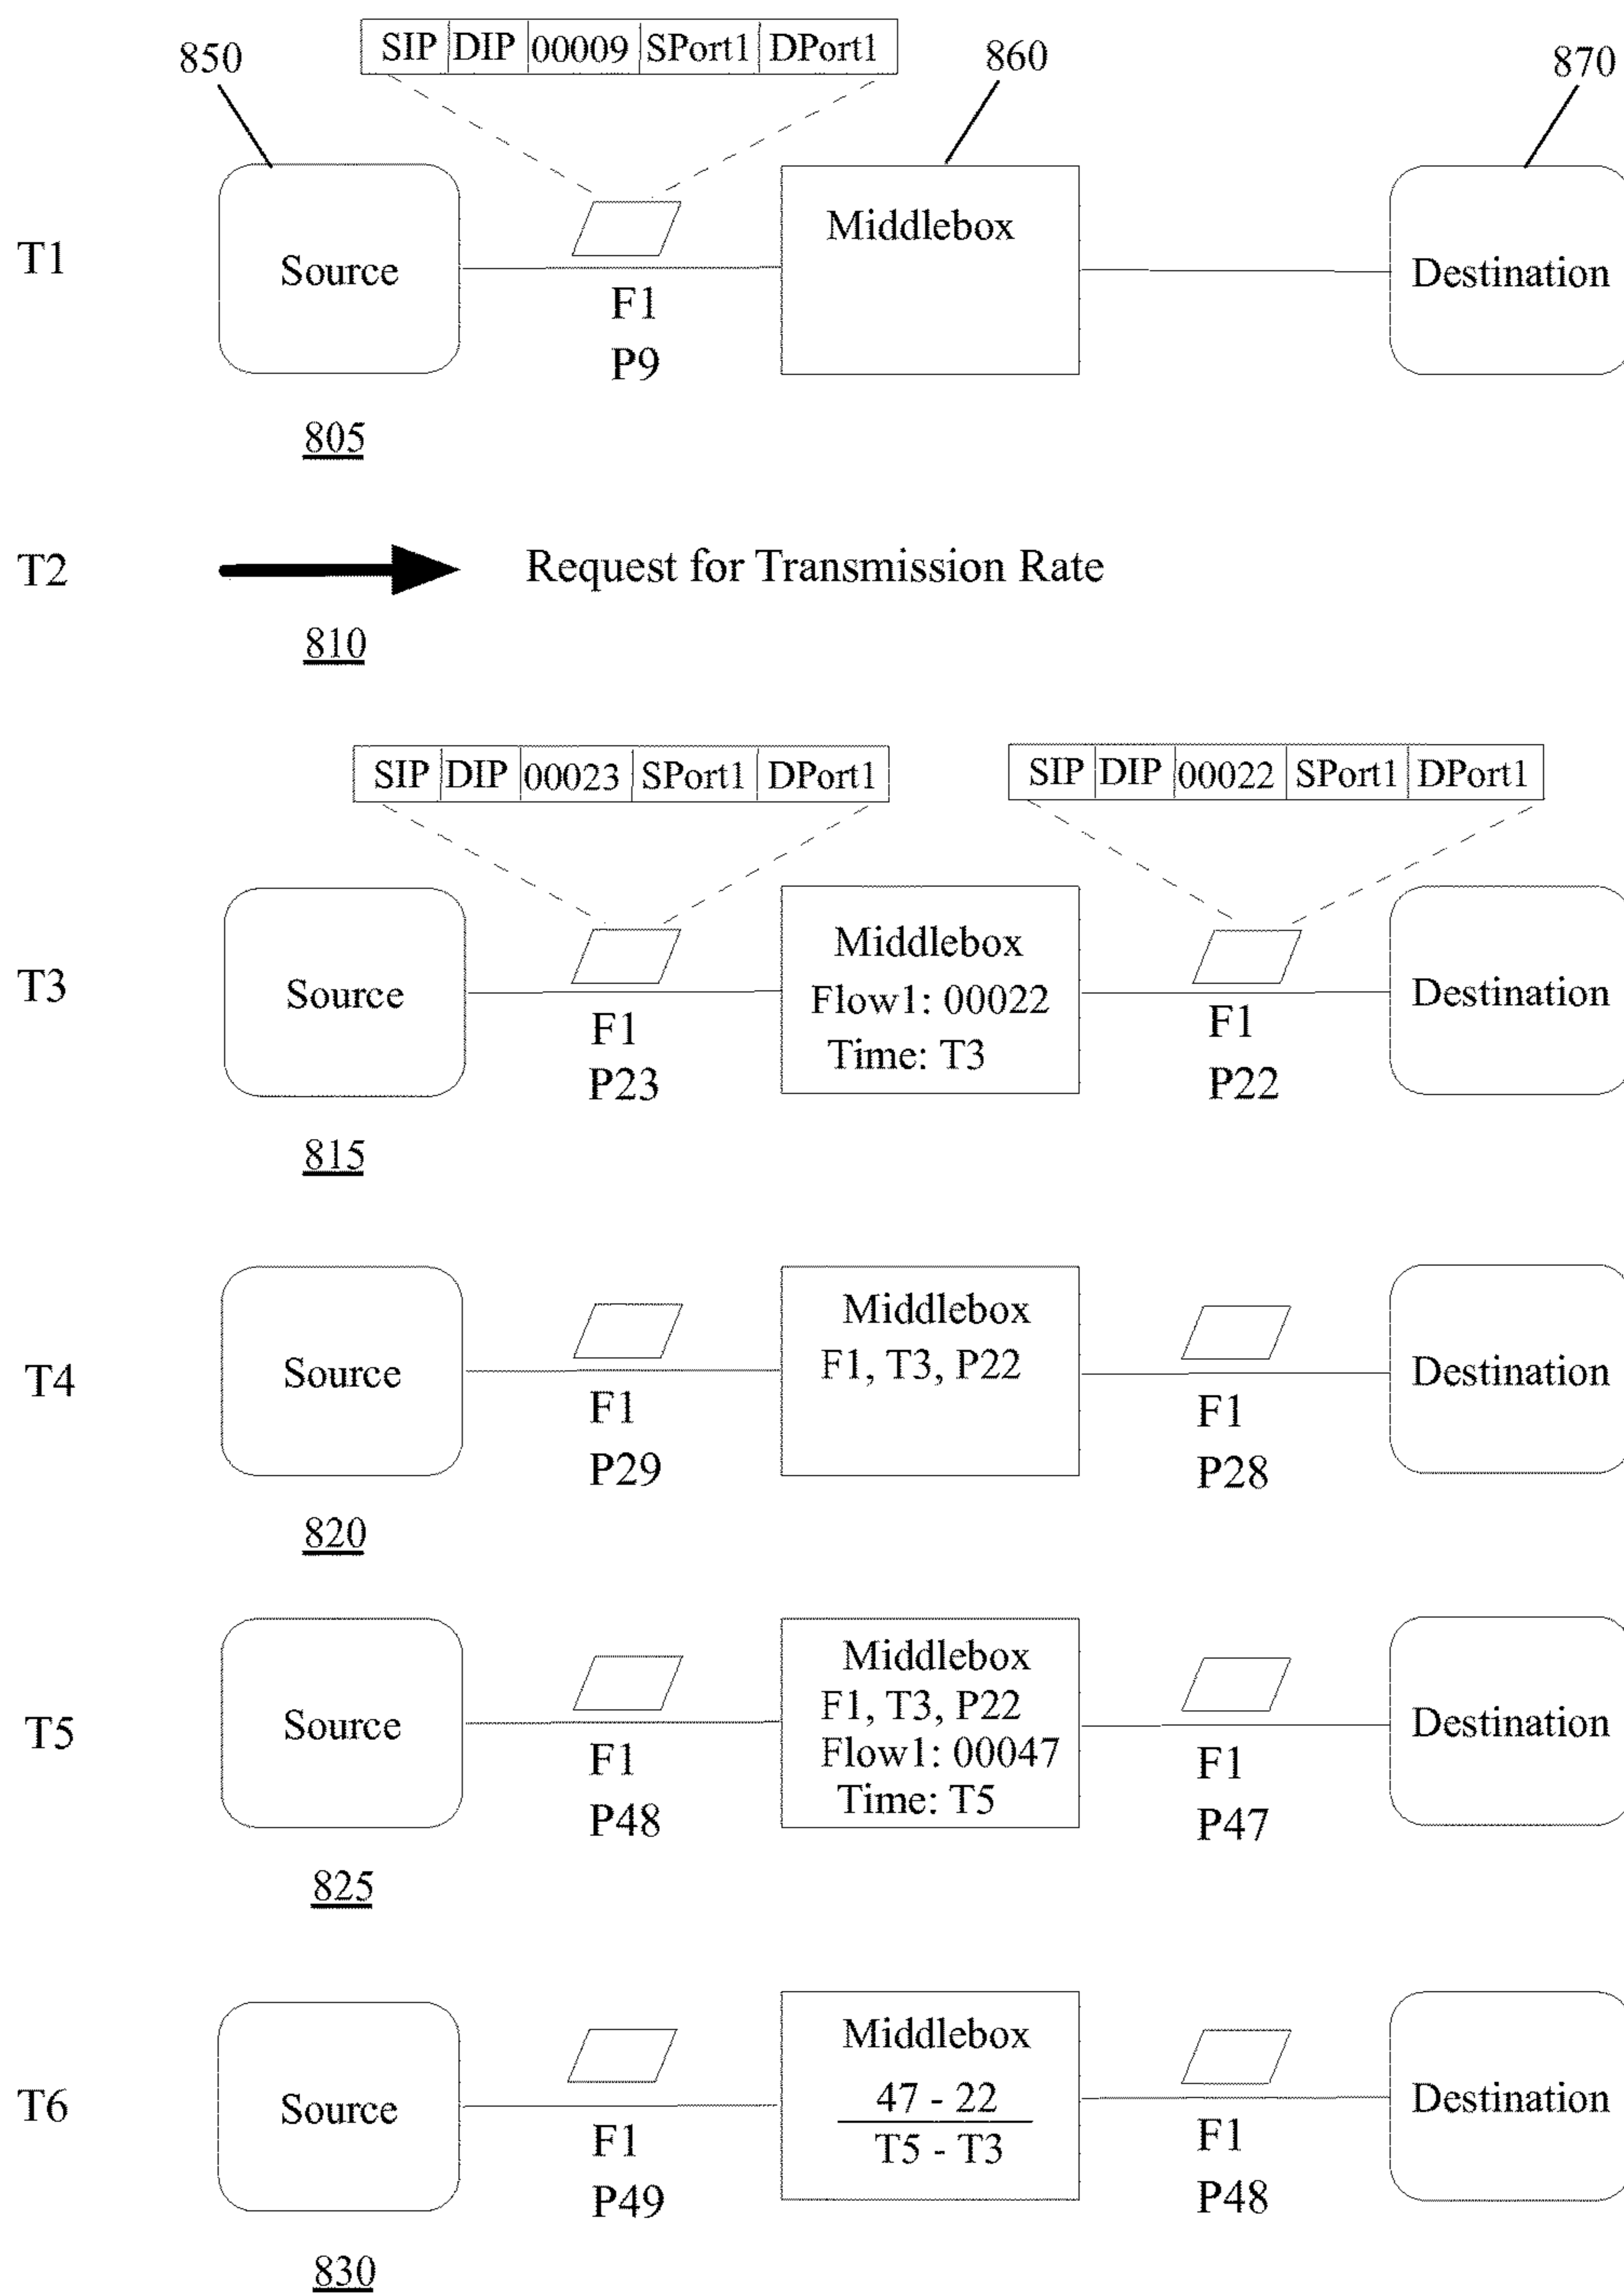 850
SIP DIP 00009 SPort1 DPort1
860
870
T1
Source
F1
P9
Middlebox
Destination
805
T2
Request for Transmission Rate
810
SIP DIP 00023 SPort1 DPort1
SIP DIP 00022 SPort1 DPort1
T3
Source
F1
P23
Middlebox
Flow1: 00022
Time: T3
F1
P22
Destination
815
T4
Source
F1
P29
Middlebox
F1, T3, P22
F1
P28
Destination
820
T5
Source
F1
P48
Middlebox
F1, T3, P22
Flow1: 00047
Time: T5
F1
P47
Destination
825
T6
Source
F1
P49
Middlebox
47 - 22
T5 - T3
F1
P48
Destination
830